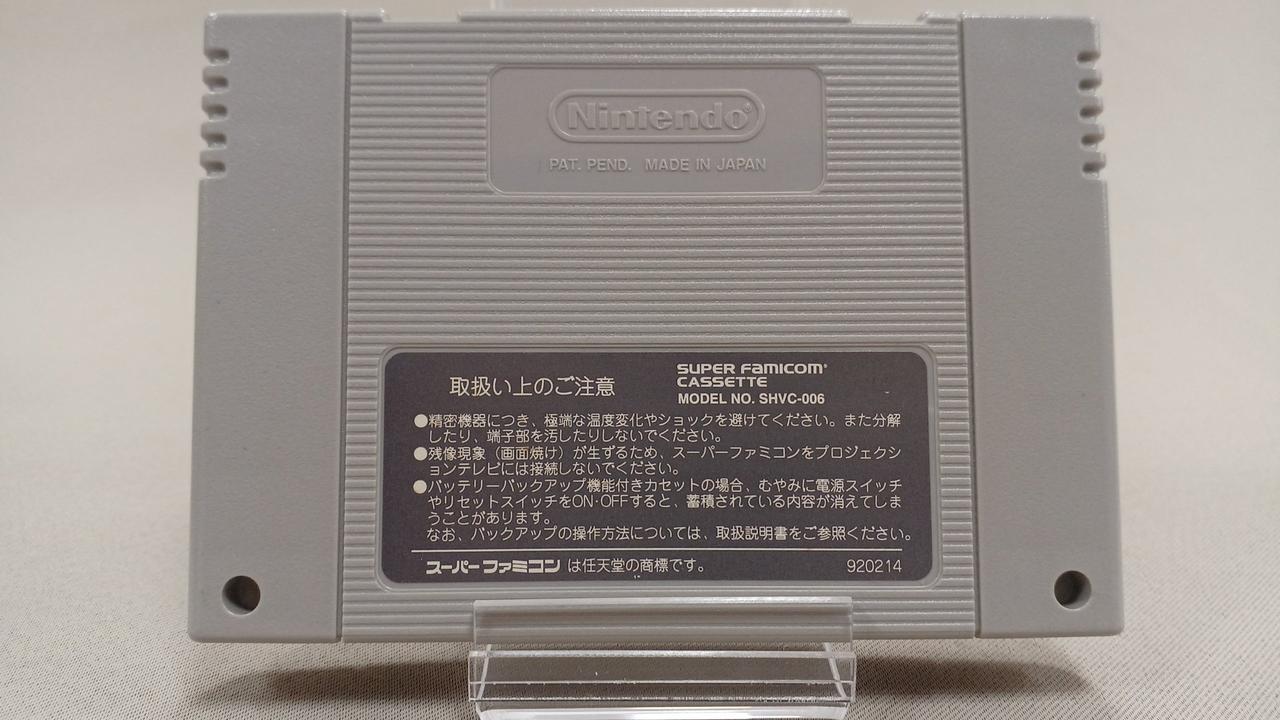 Nintendo®
PAT. PEND. MADE IN JAPAN
取扱い上のご注意
SUPER FAMICOM®
CASSETTE
MODEL NO. SHVC-006
●精密機器につき、極端な温度変化やショックを避けてください。また分解
したり、端子部を汚したりしないでください。
●残像現象（画面焼け）が生ずるため、スーパーファミコンをプロジェクシ
ョンテレビには接続しないでください。
●バッテリーバックアップ機能付きカセットの場合、むやみに電源スイッチ
やリセットスイッチをON･OFFすると、蓄積されている内容が消えてしま
うことがあります。
なお、バックアップの操作方法については、取扱説明書をご参照ください。
スーパーファミコン は任天堂の商標です。
920214